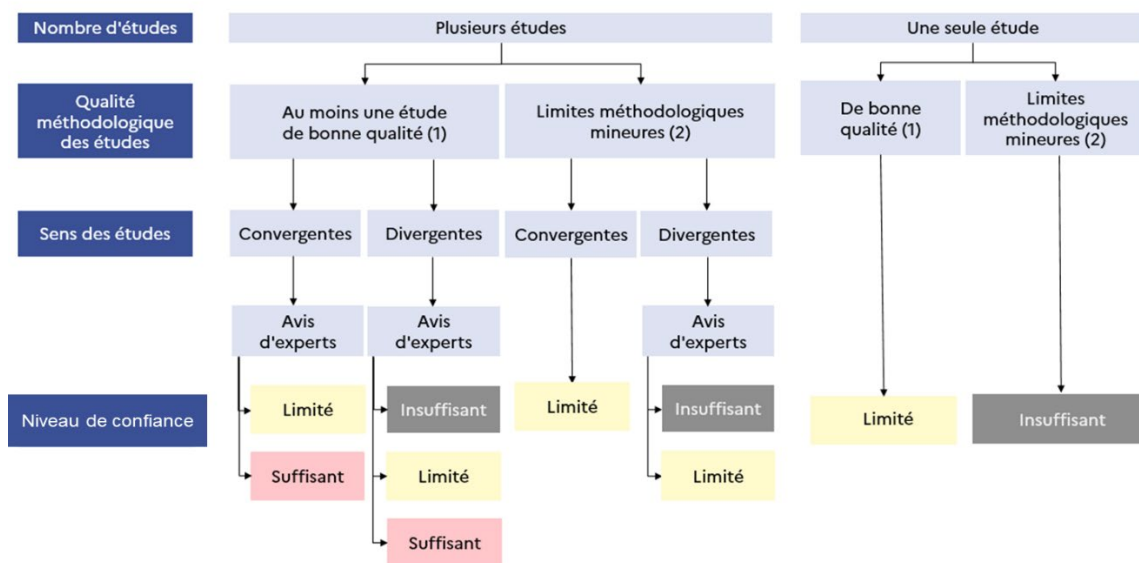 Nombre d'études
Plusieurs études
Une seule étude
Qualité
méthodologique
des études
Au moins une étude
de bonne qualité (1)
Limites méthodologiques
mineures (2)
De bonne
qualité (1)
Limites
méthodologiques
mineures (2)
Sens des études
Convergentes
Divergentes
Convergentes
Divergentes
Avis
d'experts
Avis
d'experts
Avis
d'experts
Niveau de confiance
Limité
Insuffisant
Limité
Insuffisant
Limité
Insuffisant
Suffisant
Limité
Limité
Suffisant